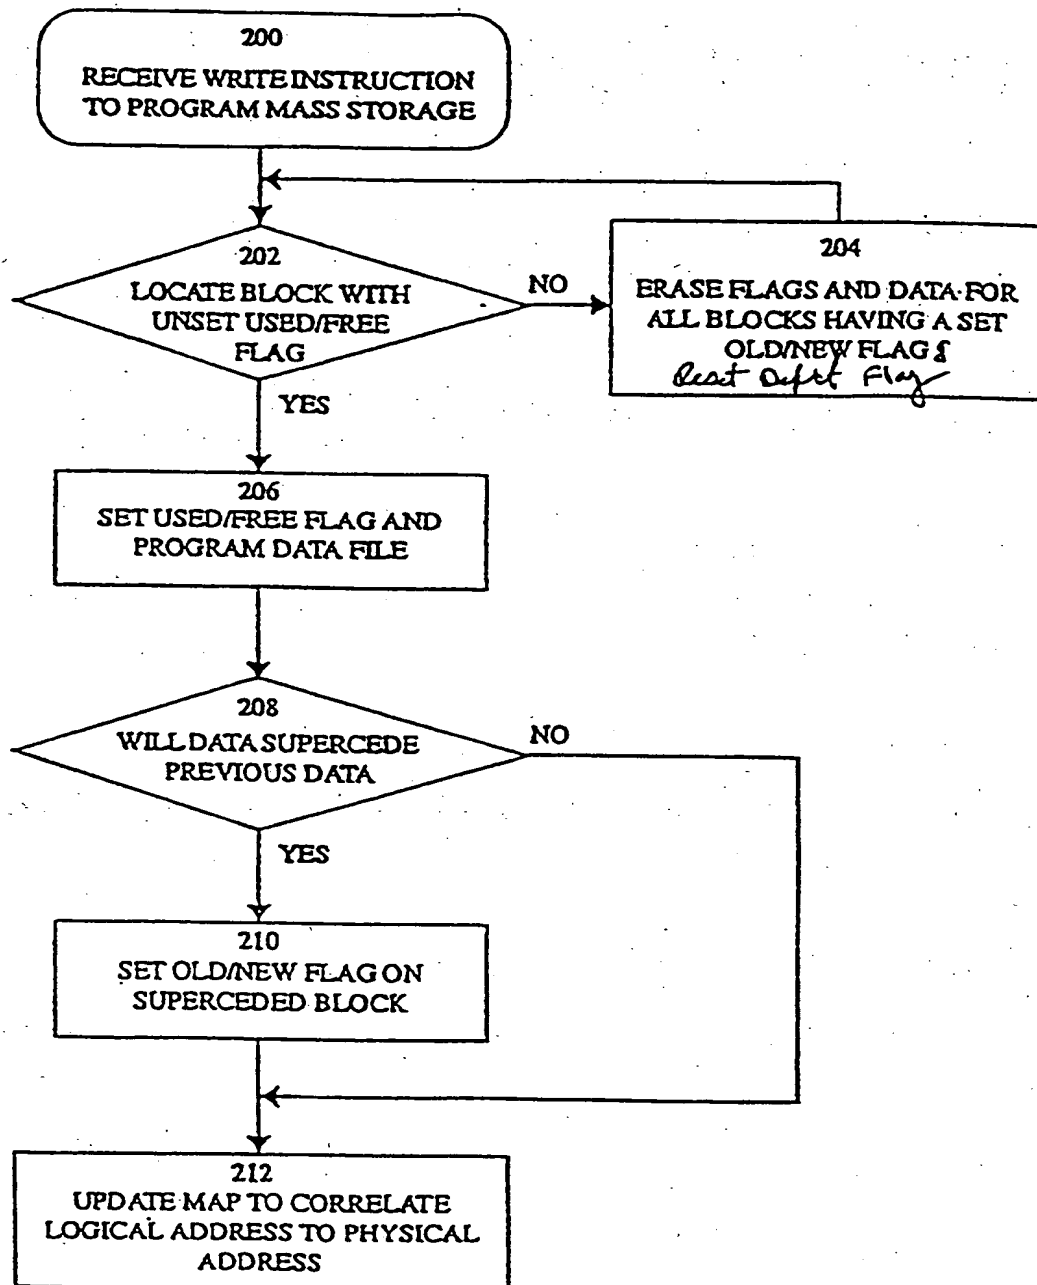 200
RECEIVE WRITE INSTRUCTION
TO PROGRAM MASS STORAGE
202
LOCATE BLOCK WITH
UNSET USED/FREE
FLAG
NO
204
ERASE FLAGS AND DATA FOR
ALL BLOCKS HAVING A SET
OLD/NEW FLAG &
Reset Flag
YES
206
SET USED/FREE FLAG AND
PROGRAM DATA FILE
208
WILL DATA SUPERCEDE
PREVIOUS DATA
NO
YES
210
SET OLD/NEW FLAG ON
SUPERCEDED BLOCK
212
UPDATE MAP TO CORRELATE
LOGICAL ADDRESS TO PHYSICAL
ADDRESS